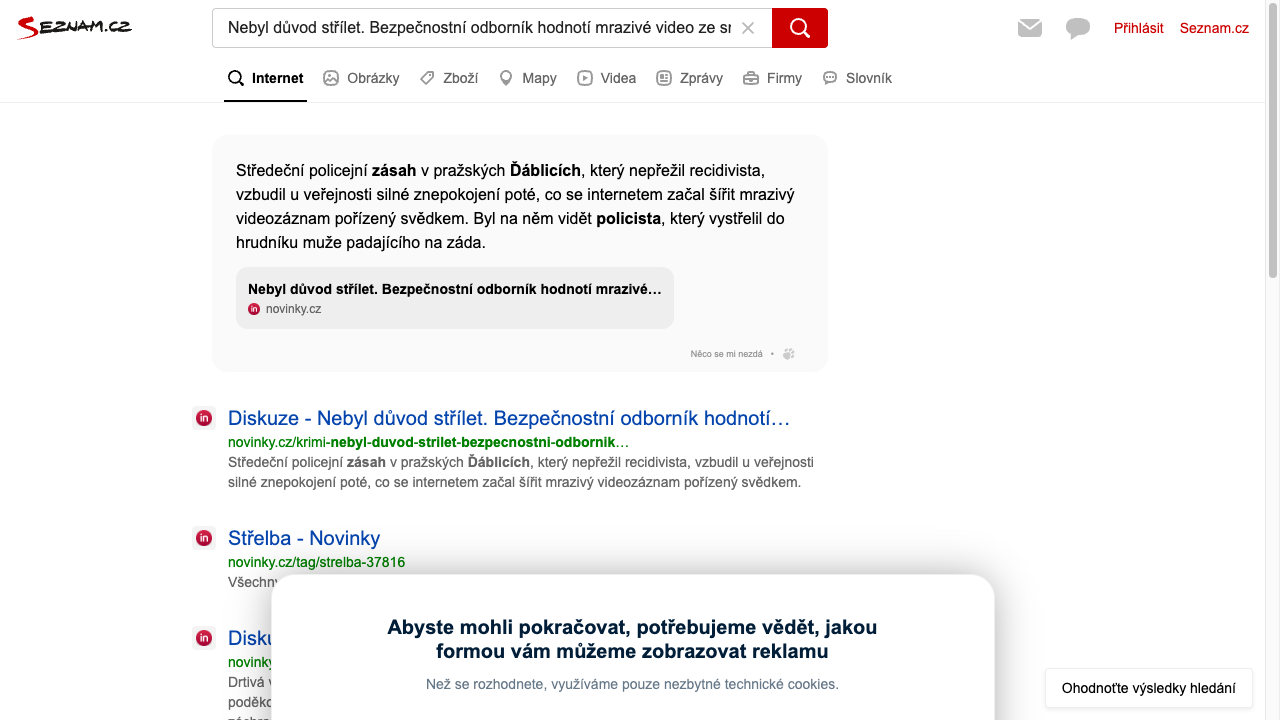 Seznam.cz
Nebyl důvod střílet. Bezpečnostní odborník hodnotí mrazivé video ze
Přihlásit
Seznam.cz
Internet
Obrázky
Zboží
Mapy
Videa
Zprávy
Firmy
Slovník
Středeční policejní zásah v pražských Ďáblicích, který nepřežil recidivista,
vzbudil u veřejnosti silné znepokojení poté, co se internetem začal šířit mrazivý
videozáznam pořízený svědkem. Byl na něm vidět policista, který vystřelil do
hrudníku muže padajícího na záda.
Nebyl důvod střílet. Bezpečnostní odborník hodnotí mrazivé…
novinky.cz
Něco se mi nezdá •
Diskuze - Nebyl důvod střílet. Bezpečnostní odborník hodnotí…
novinky.cz/krimi-nebyl-duvod-strilet-bezpecnostni-odbornik…
Středeční policejní zásah v pražských Ďáblicích, který nepřežil recidivista, vzbudil u veřejnosti
silné znepokojení poté, co se internetem začal šířit mrazivý videozáznam pořízený svědkem.
Střelba - Novinky
novinky.cz/tag/strelba-37816
Abyste mohli pokračovat, potřebujeme vědět, jakou
formou vám můžeme zobrazovat reklamu
Než se rozhodnete, využíváme pouze nezbytné technické cookies.
Drtivá
Ohodnoťte výsledky hledání